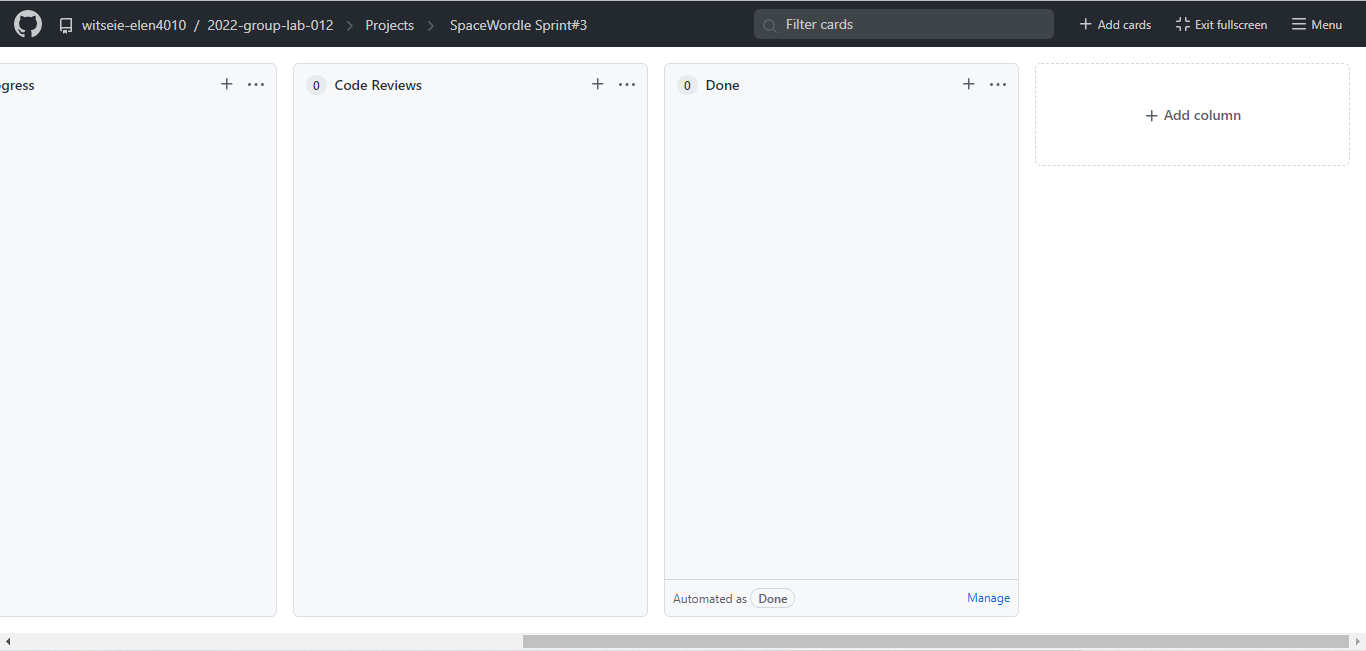 witseie-elen4010 / 2022-group-lab-012 Projects SpaceWordle Sprint#3 Filter cards Add cards Exit fullscreen Menu
gress 0 Code Reviews 0 Done
Add column
Automated as Done Manage